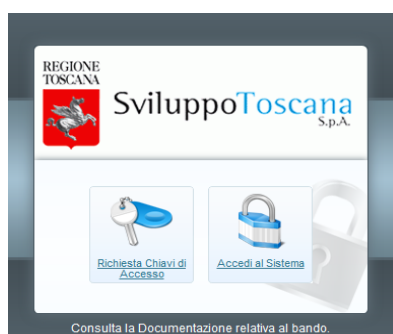 REGIONE
TOSCANA
SviluppoToscana
S.p.A.
Richiesta Chiavi di
Accesso
Accedi al Sistema
Consulta la Documentazione relativa al bando.